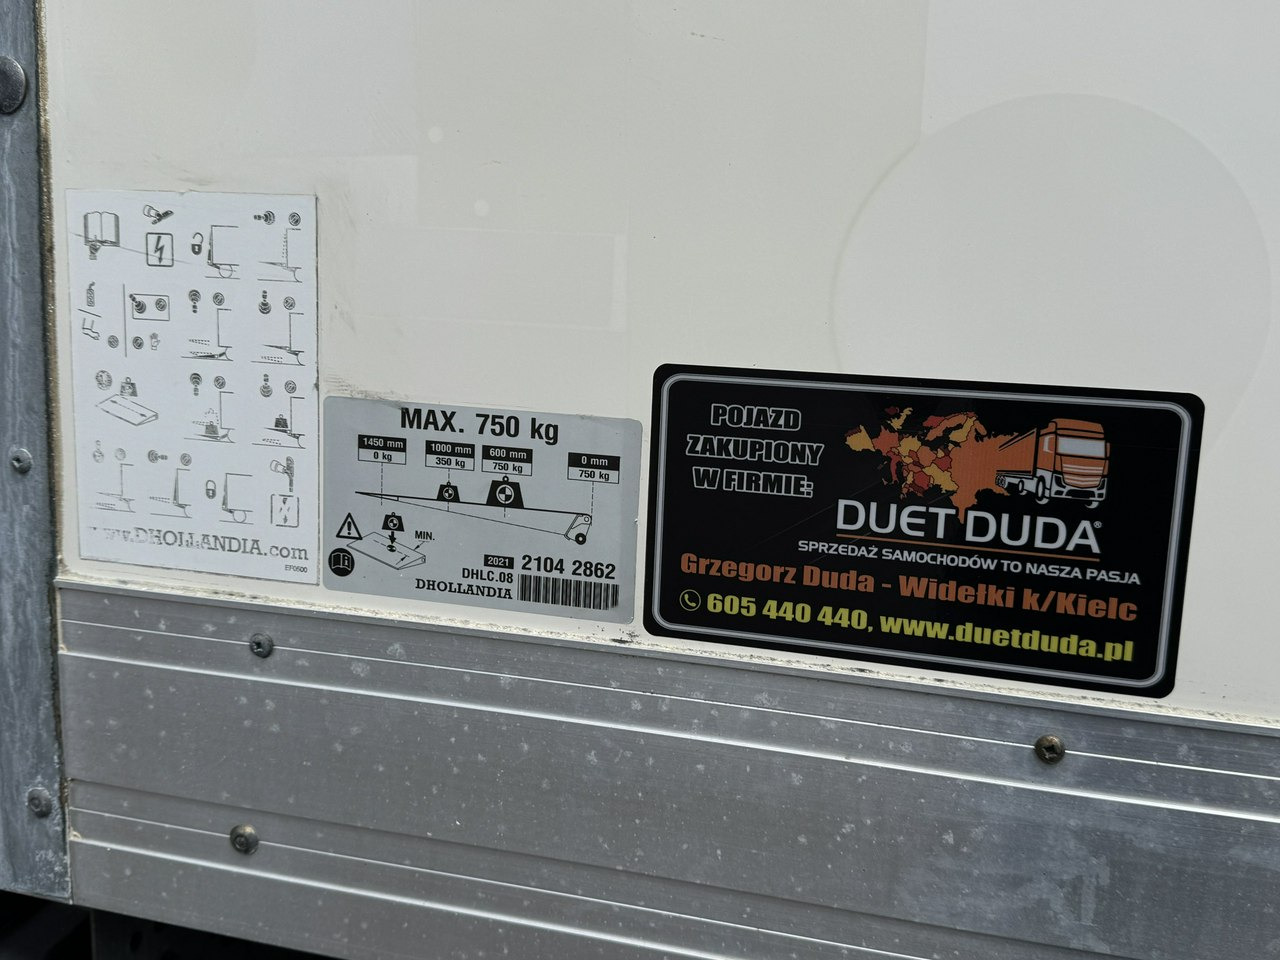 DHOLLANDIA.com
EF0500
MAX. 750 kg
1450 mm
0 kg
1000 mm
350 kg
600 mm
750 kg
0 mm
750 kg
MIN.
2021 2104 2862
DHLC.08
DHOLLANDIA
POJAZD
ZAKUPIONY
W FIRMIE:
DUET DUDA®
SPRZEDAŻ SAMOCHODÓW TO NASZA PASJA
Grzegorz Duda - Widełki k/Kielc
605 440 440, www.duetduda.pl